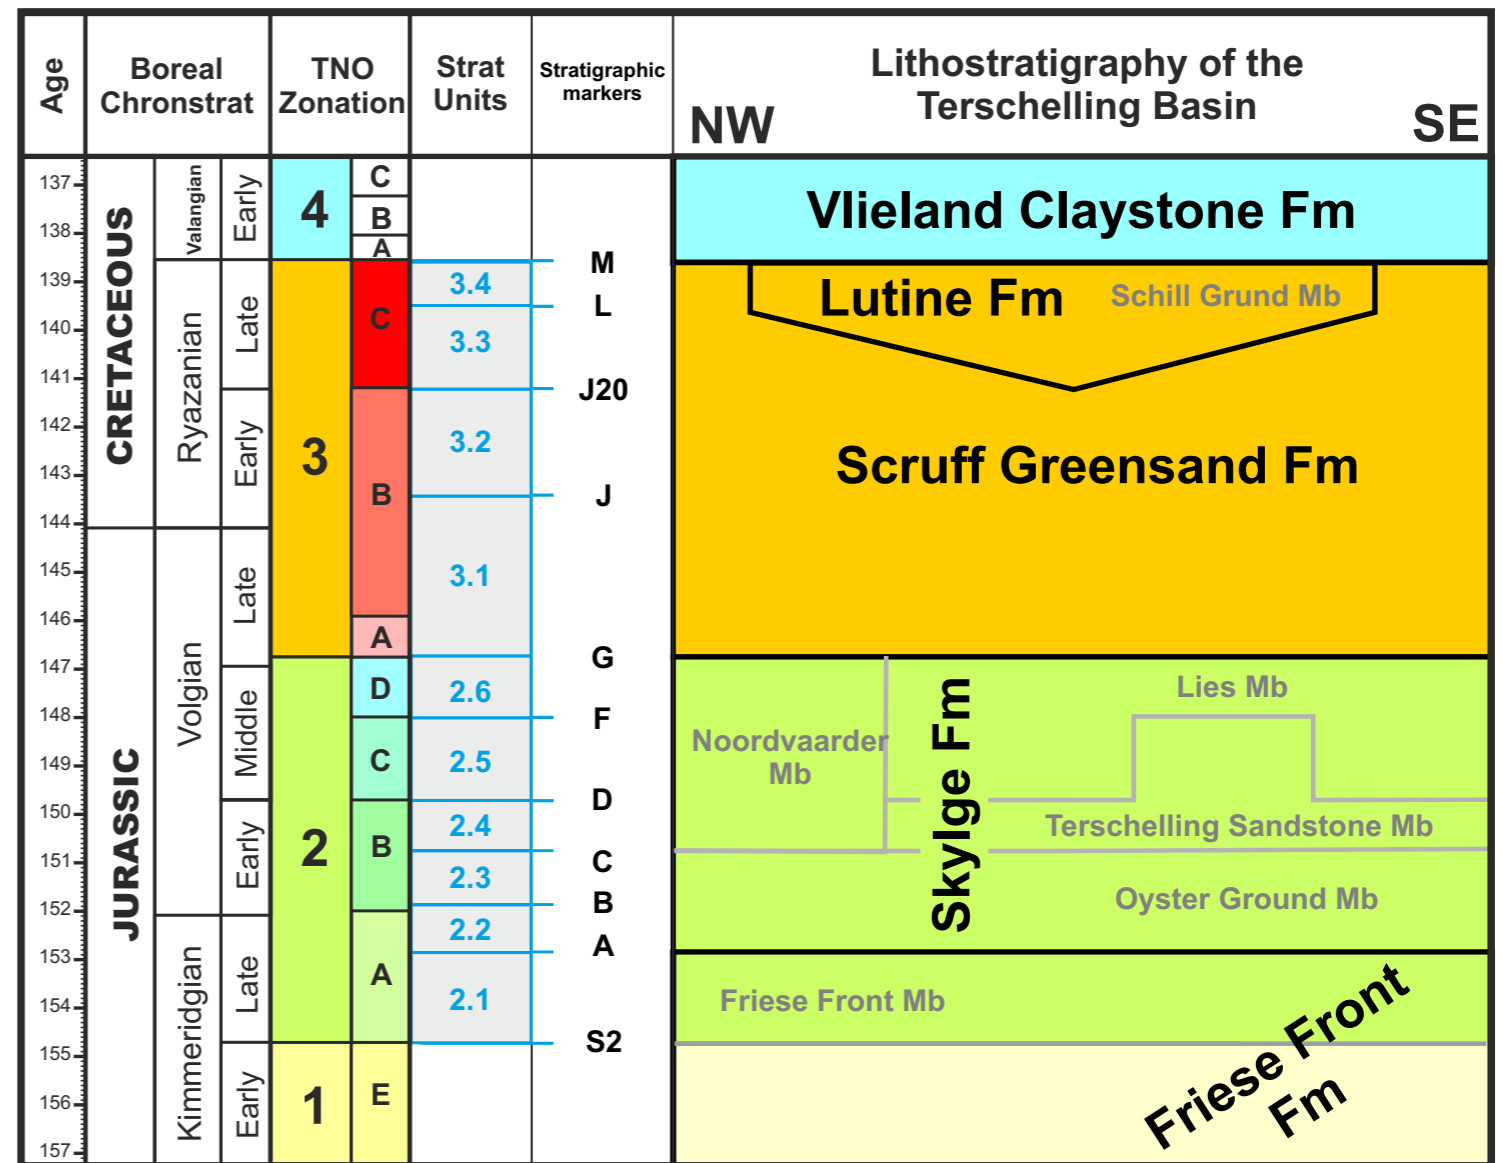 Age
Boreal
Chronstrat
TNO
Zonation
Strat
Units
Stratigraphic
markers
Lithostratigraphy of the
Terschelling Basin
NW
SE
137
138
139
140
141
142
143
144
145
146
147
148
149
150
151
152
153
154
155
156
157
CRETACEOUS
JURASSIC
Valangian
Ryazanian
Volgian
Kimmeridgian
Early
Late
Early
Late
Middle
Early
Late
Early
4
3
2
1
C
B
A
C
B
A
D
C
B
A
E
3.4
3.3
3.2
3.1
2.6
2.5
2.4
2.3
2.2
2.1
M
L
J20
J
G
F
D
C
B
A
S2
Vlieland Claystone Fm
Lutine Fm
Schill Grund Mb
Scruff Greensand Fm
Noordvaarder
Mb
Skylge Fm
Lies Mb
Terschelling Sandstone Mb
Oyster Ground Mb
Friese Front Mb
Friese Front
Fm